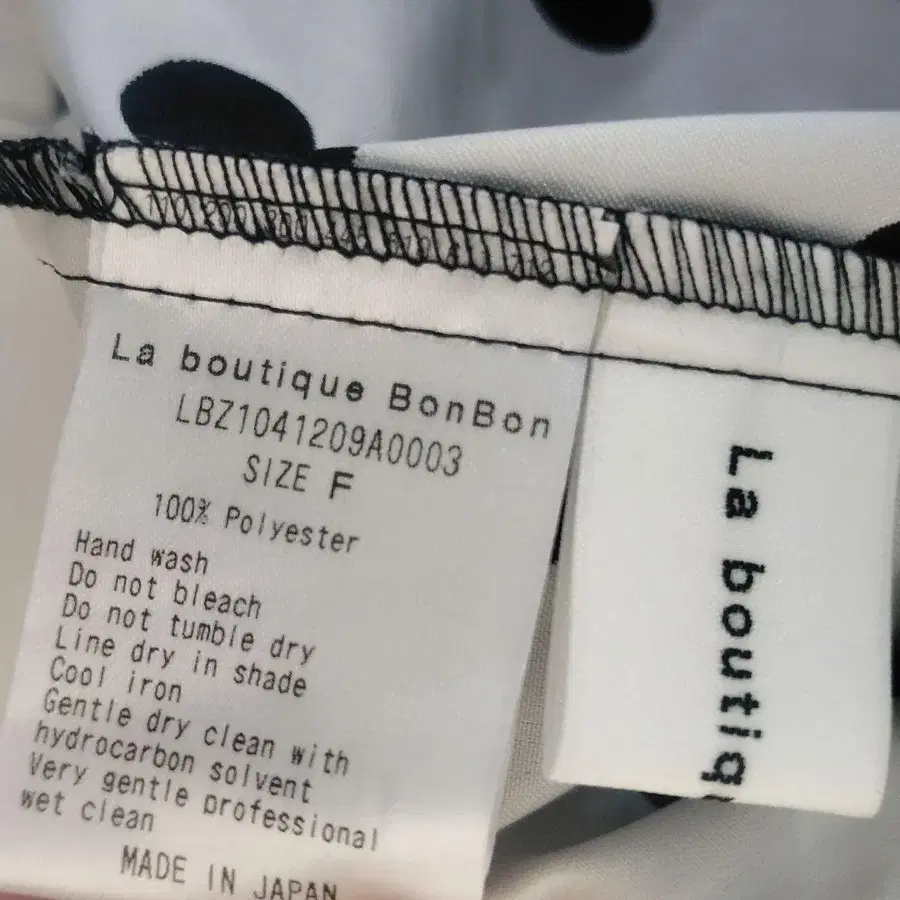 La boutique BonBon
LBZ1041209A0003
SIZE F
100% Polyester
Hand wash
Do not bleach
Do not tumble dry
Line dry in shade
Cool iron
Gentle dry clean with
hydrocarbon solvent
Very gentle professional
wet clean
MADE IN JAPAN
La boutiq